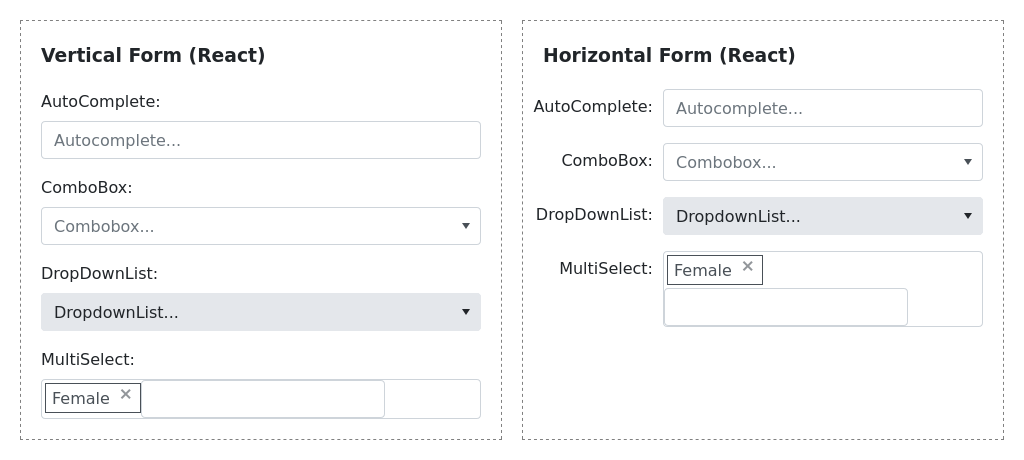 Vertical Form (React)
AutoComplete:
Autocomplete...
ComboBox:
Combobox...
DropDownList:
DropdownList...
MultiSelect:
Female ✕
Horizontal Form (React)
AutoComplete: Autocomplete...
ComboBox: Combobox...
DropDownList: DropdownList...
MultiSelect: Female ✕